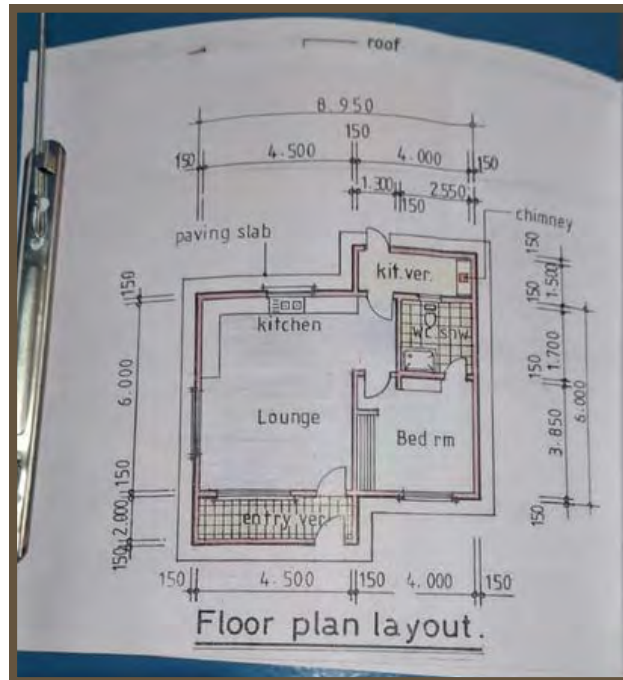 roof
8.950
150
150 4.500 4.000 150
1.300 2550
150
chimney
paving slab
150
150
kit.ver.
1.500
150
150
kitchen
wc.shw
1.700
6.000
150
6.000
Lounge
3.850
Bed rm
150
entry ver
2.000
150
150
150 4.500 150 4.000 150
Floor plan layout.